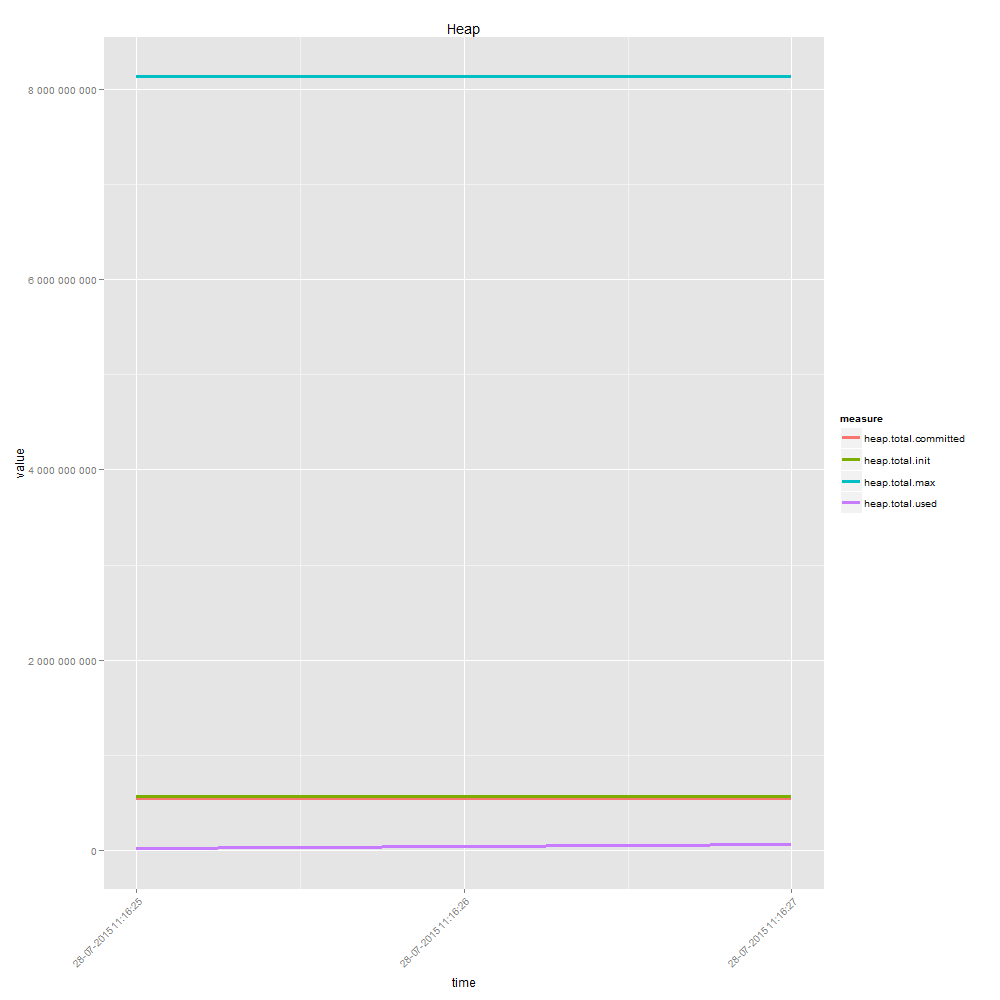 Heap
8 000 000 000
6 000 000 000
4 000 000 000
2 000 000 000
0
value
28-07-2015 11:16:25
28-07-2015 11:16:26
28-07-2015 11:16:27
time
measure
heap.total.committed
heap.total.init
heap.total.max
heap.total.used